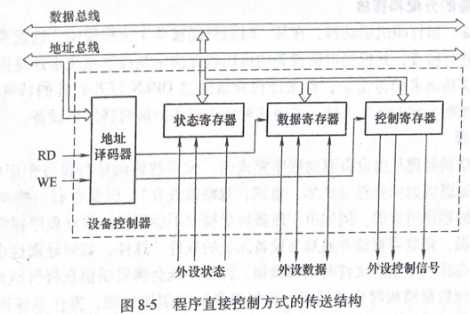 数据总线
地址总线
地址
译码器
状态寄存器
数据寄存器
控制寄存器
RD
WE
设备控制器
外设状态
外设数据
外设控制信号
图 8-5 程序直接控制方式的传送结构